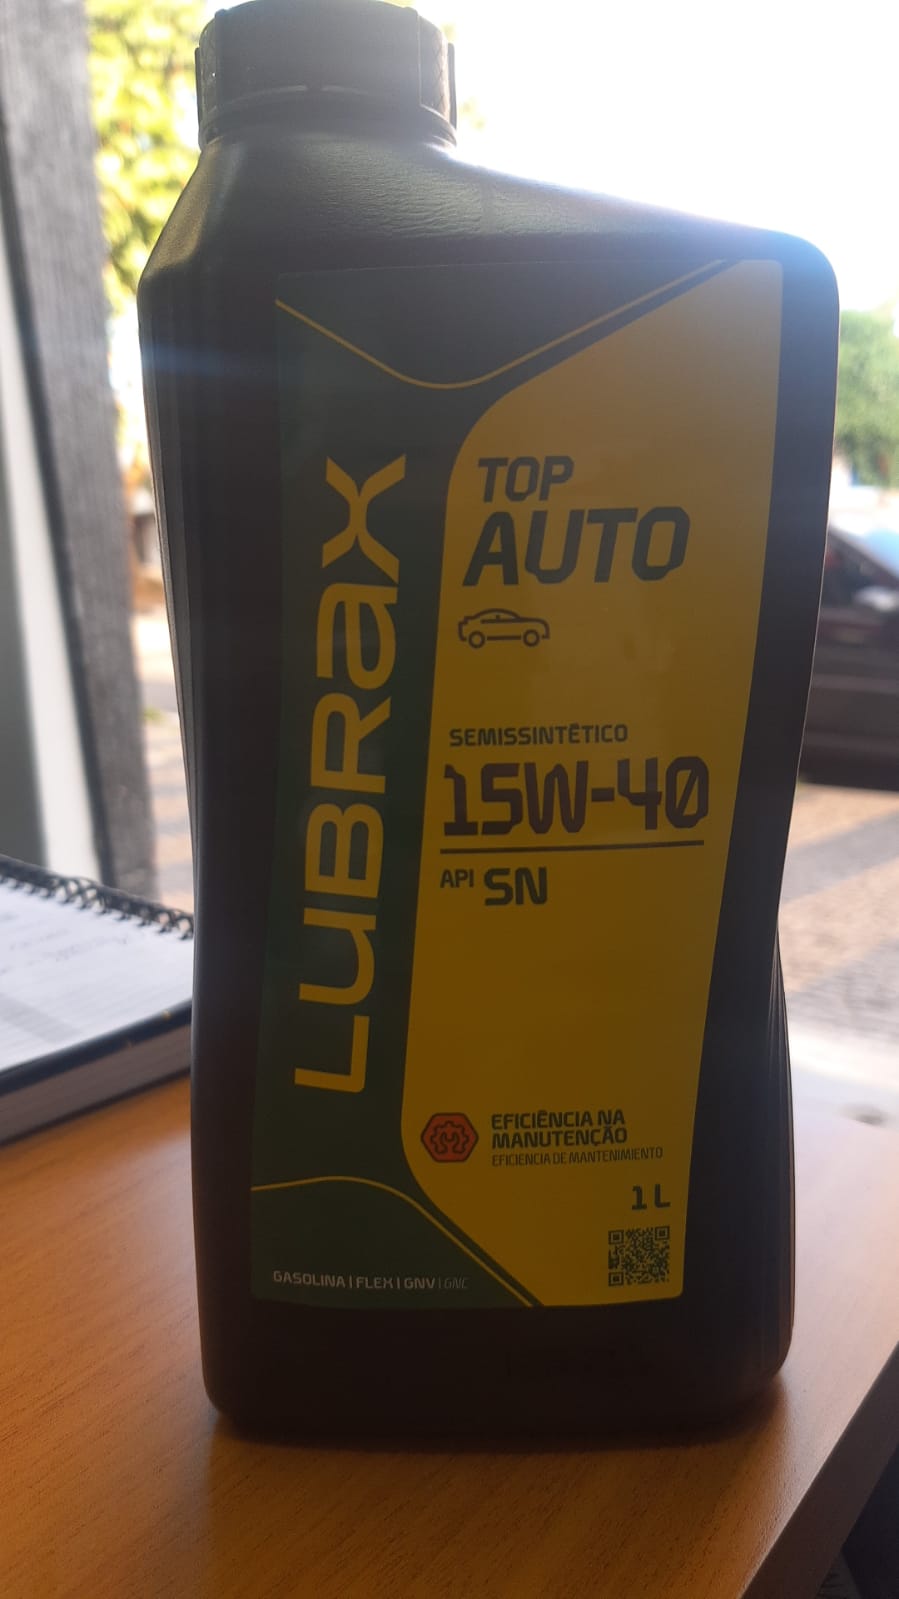 LUBRAX
TOP
AUTO
SEMISSINTÉTICO
15W-40
API SN
EFICIÊNCIA NA
MANUTENÇÃO
EFICIENCIA DE MANTENIMIENTO
1 L
GASOLINA | FLEX | GNV | GNC